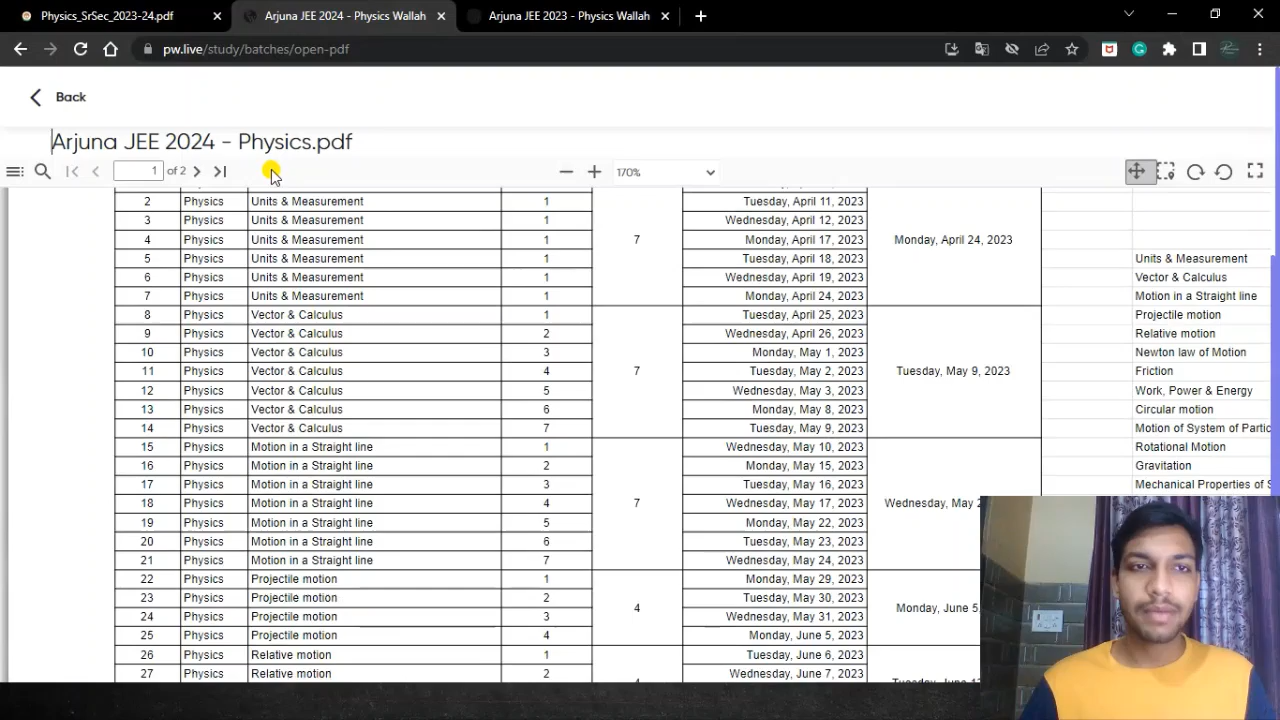 Physics_SrSec_2023-24.pdf
Arjuna JEE 2024 - Physics Wallah
Arjuna JEE 2023 - Physics Wallah
pw.live/study/batches/open-pdf
Back
Arjuna JEE 2024 - Physics.pdf
1 of 2
170%
2 Physics Units & Measurement 1 Tuesday, April 11, 2023
3 Physics Units & Measurement 1 Wednesday, April 12, 2023
4 Physics Units & Measurement 1 7 Monday, April 17, 2023 Monday, April 24, 2023
5 Physics Units & Measurement 1 Tuesday, April 18, 2023 Units & Measurement
6 Physics Units & Measurement 1 Wednesday, April 19, 2023 Vector & Calculus
7 Physics Units & Measurement 1 Monday, April 24, 2023 Motion in a Straight line
8 Physics Vector & Calculus 1 Tuesday, April 25, 2023 Projectile motion
9 Physics Vector & Calculus 2 Wednesday, April 26, 2023 Relative motion
10 Physics Vector & Calculus 3 Monday, May 1, 2023 Newton law of Motion
11 Physics Vector & Calculus 4 7 Tuesday, May 2, 2023 Tuesday, May 9, 2023 Friction
12 Physics Vector & Calculus 5 Wednesday, May 3, 2023 Work, Power & Energy
13 Physics Vector & Calculus 6 Monday, May 8, 2023 Circular motion
14 Physics Vector & Calculus 7 Tuesday, May 9, 2023 Motion of System of Partic
15 Physics Motion in a Straight line 1 Wednesday, May 10, 2023 Rotational Motion
16 Physics Motion in a Straight line 2 Monday, May 15, 2023 Gravitation
17 Physics Motion in a Straight line 3 Tuesday, May 16, 2023 Mechanical Properties of S
18 Physics Motion in a Straight line 4 7 Wednesday, May 17, 2023 Wednesday, May 2
19 Physics Motion in a Straight line 5 Monday, May 22, 2023
20 Physics Motion in a Straight line 6 Tuesday, May 23, 2023
21 Physics Motion in a Straight line 7 Wednesday, May 24, 2023
22 Physics Projectile motion 1 Monday, May 29, 2023
23 Physics Projectile motion 2 Tuesday, May 30, 2023
24 Physics Projectile motion 3 4 Wednesday, May 31, 2023 Monday, June 5,
25 Physics Projectile motion 4 Monday, June 5, 2023
26 Physics Relative motion 1 Tuesday, June 6, 2023
27 Physics Relative motion 2 Wednesday, June 7, 2023